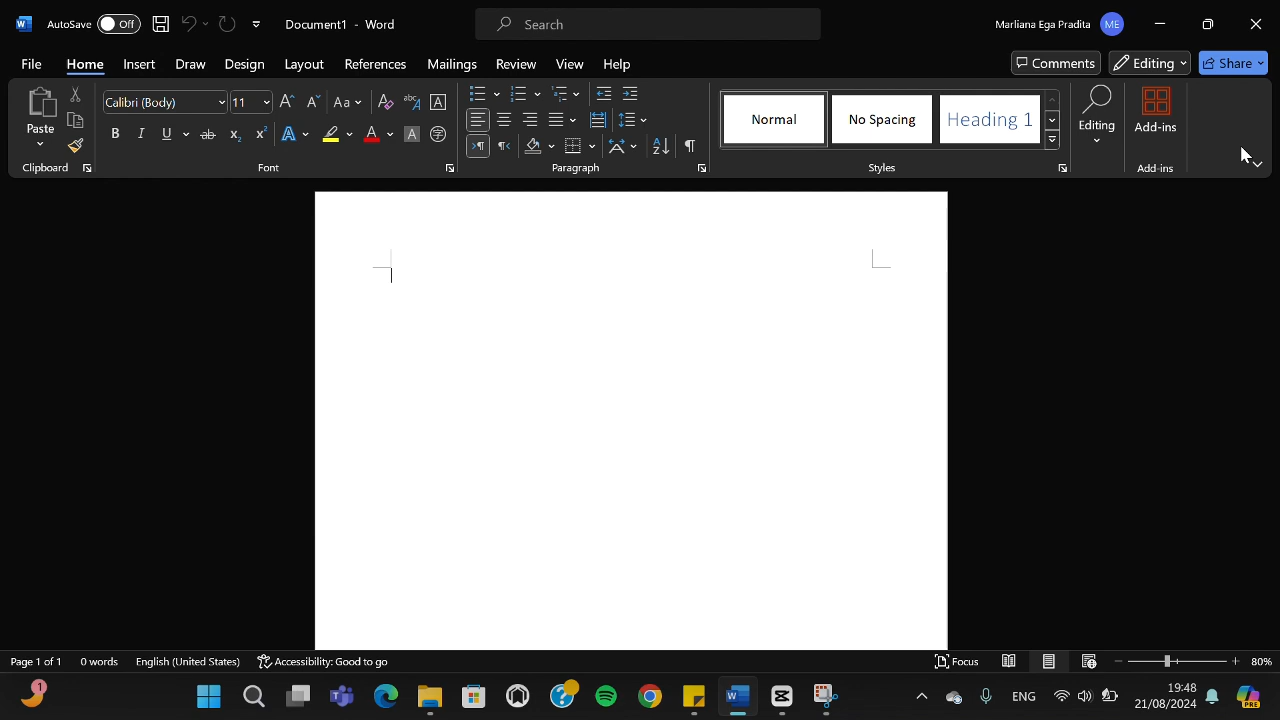 AutoSave Off Document1 - Word Search Marliana Ega Pradita ME
File Home Insert Draw Design Layout References Mailings Review View Help Comments Editing Share
Paste Calibri (Body) 11 Aa Normal No Spacing Heading 1 Editing Add-ins
Clipboard Font Paragraph Styles Add-ins
Page 1 of 1 0 words English (United States) Accessibility: Good to go Focus 80%
1 ENG 19:48 PRE
21/08/2024